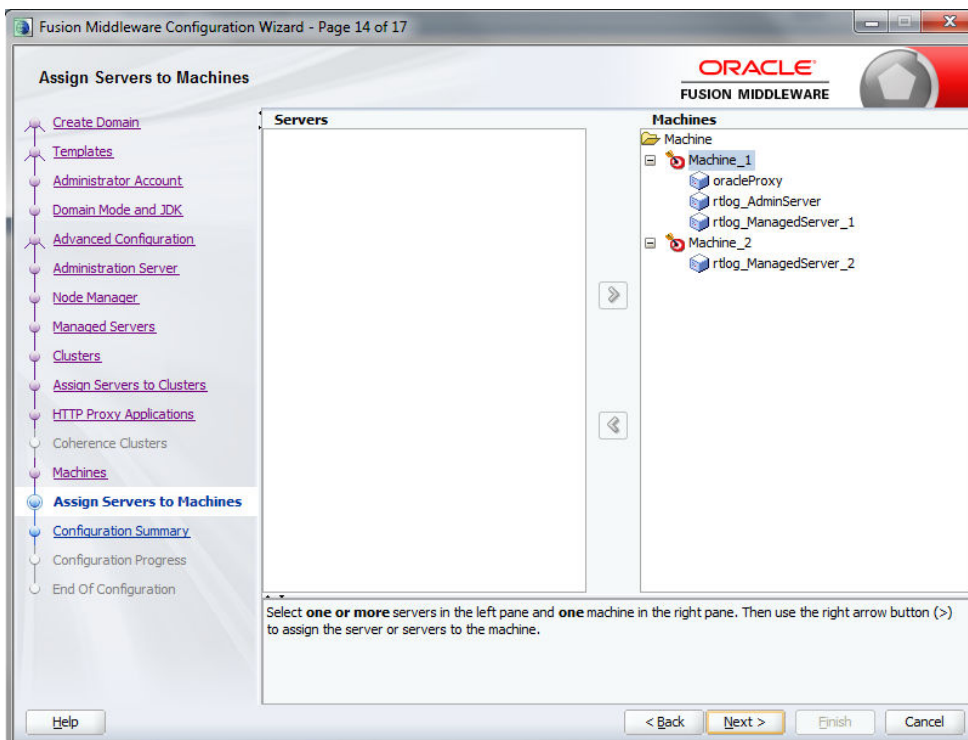 Fusion Middleware Configuration Wizard - Page 14 of 17
Assign Servers to Machines
ORACLE
FUSION MIDDLEWARE
Create Domain
Templates
Administrator Account
Domain Mode and JDK
Advanced Configuration
Administration Server
Node Manager
Managed Servers
Clusters
Assign Servers to Clusters
HTTP Proxy Applications
Coherence Clusters
Machines
Assign Servers to Machines
Configuration Summary
Configuration Progress
End Of Configuration
Servers
Machines
Machine
Machine_1
oracleProxy
rtlog_AdminServer
rtlog_ManagedServer_1
Machine_2
rtlog_ManagedServer_2
Select one or more servers in the left pane and one machine in the right pane. Then use the right arrow button (>)
to assign the server or servers to the machine.
Help
< Back
Next >
Finish
Cancel